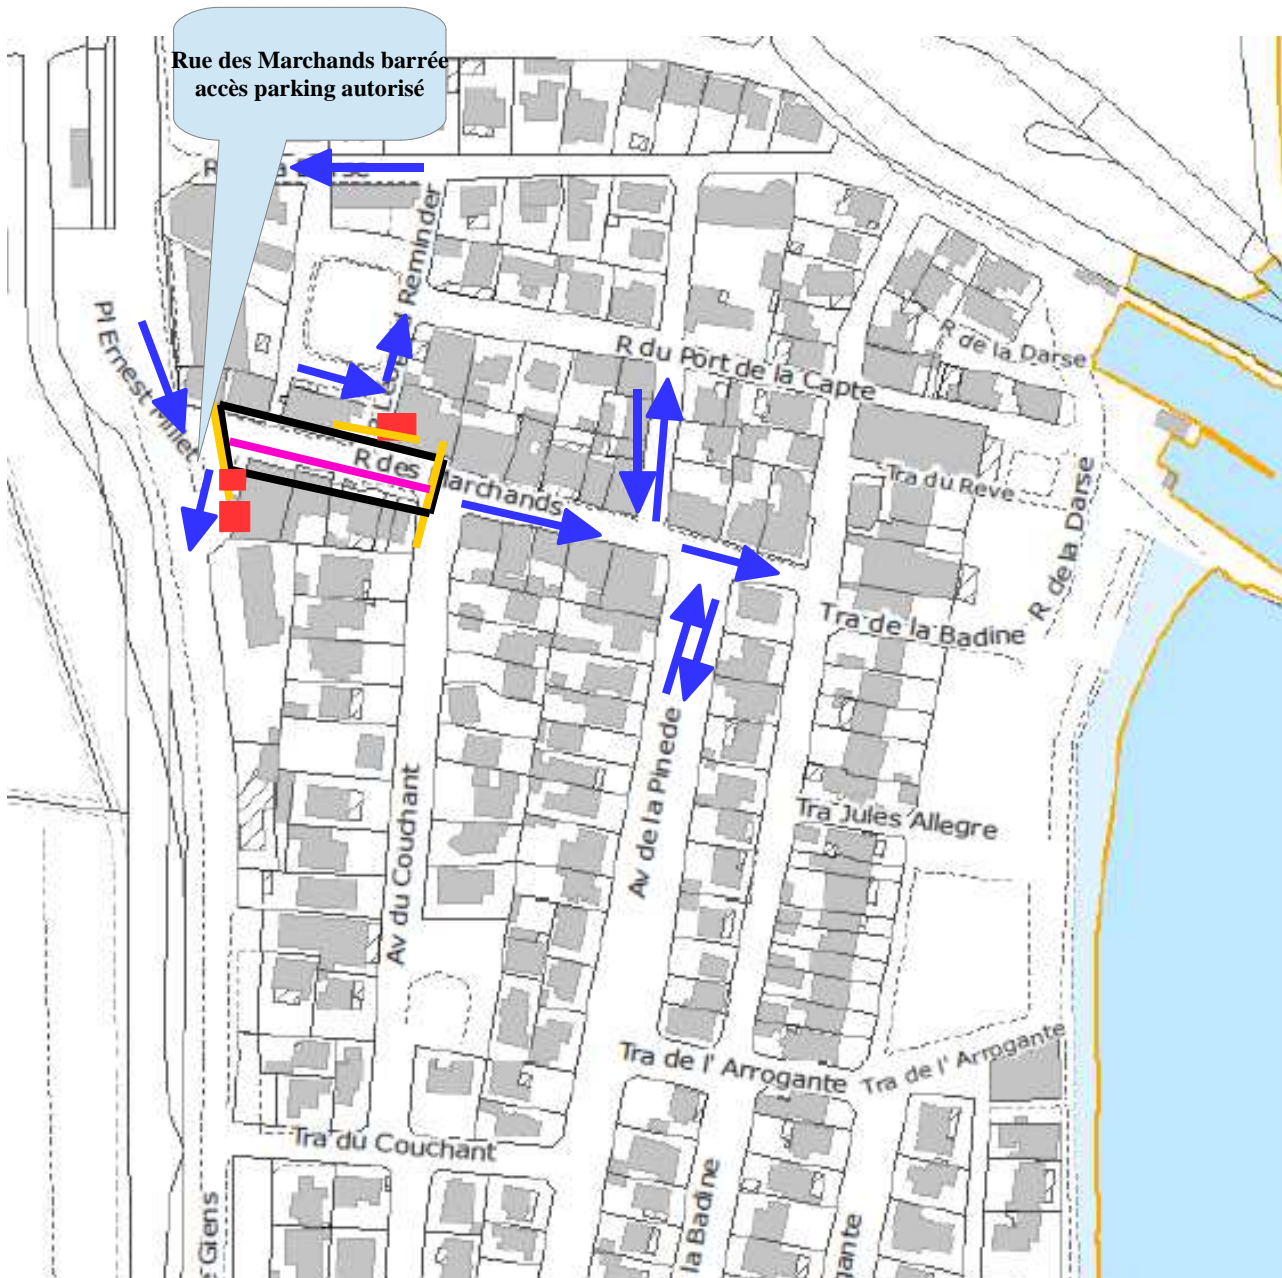 Rue des Marchands barrée
accès parking autorisé
Reminder
Pl Ernest Millet
R du Port de la Capte
R de la Darse
R des Marchands
Tra du Reve
R de la Darse
Tra de la Badine
Av de la Pinede
Tra Jules Allegre
Av du Couchant
Tra de l' Arrogante
Tra de l' Arrogante
Tra du Couchant
Giens
la Badine